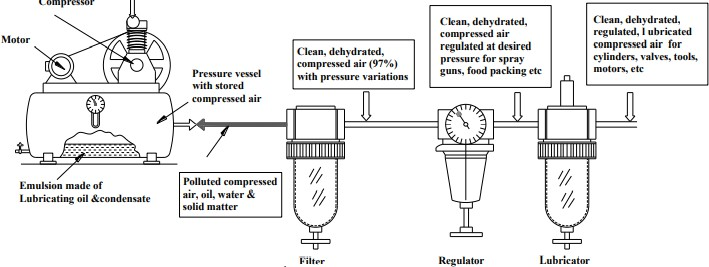 Compressor
Motor
Pressure vessel
with stored
compressed air
Emulsion made of
Lubricating oil &condensate
Polluted compressed
air, oil, water &
solid matter
Clean, dehydrated,
compressed air (97%)
with pressure variations
Clean, dehydrated,
compressed air
regulated at desired
pressure for spray
guns, food packing etc
Clean, dehydrated,
regulated, l ubricated
compressed air for
cylinders, valves, tools,
motors, etc
Filter
Regulator
Lubricator